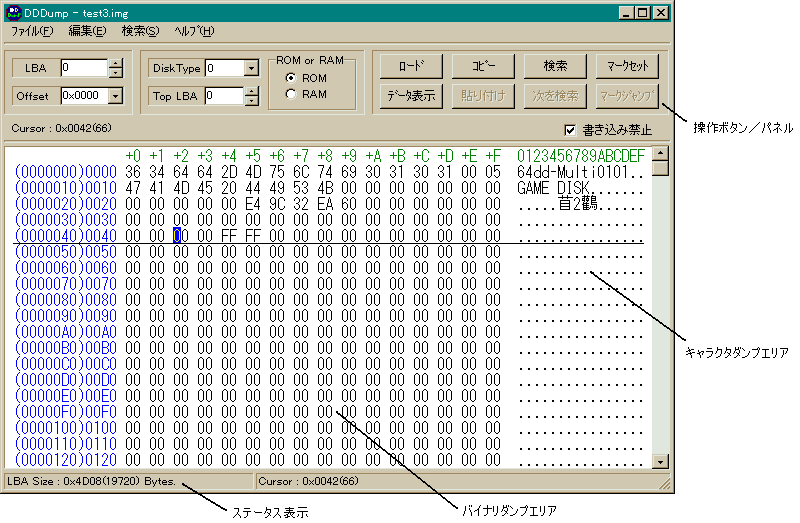 DDDump - test3.img
ファイル(F) 編集(E) 検索(S) ヘルプ(H)
LBA 0 DiskType 0 ROM or RAM ロード コピー 検索 マークセット
ROM
Offset 0x0000 Top LBA 0 RAM データ表示 貼り付け 次を検索 マークジャンプ
操作ボタン／パネル
Cursor : 0x0042(66) 書き込み禁止
+0 +1 +2 +3 +4 +5 +6 +7 +8 +9 +A +B +C +D +E +F 0123456789ABCDEF
(0000000)0000 36 34 64 64 2D 4D 75 6C 74 69 30 31 30 31 00 05 64dd-Multi0101..
(0000010)0010 47 41 4D 45 20 44 49 53 4B 00 00 00 00 00 00 00 GAME DISK.......
(0000020)0020 00 00 00 00 00 E4 9C 32 EA 60 00 00 00 00 00 00 .....苜2鸛......
(0000030)0030 00 00 00 00 00 00 00 00 00 00 00 00 00 00 00 00 ................
(0000040)0040 00 00 00 00 FF FF 00 00 00 00 00 00 00 00 00 00 ................
(0000050)0050 00 00 00 00 00 00 00 00 00 00 00 00 00 00 00 00 ................
(0000060)0060 00 00 00 00 00 00 00 00 00 00 00 00 00 00 00 00 ................
(0000070)0070 00 00 00 00 00 00 00 00 00 00 00 00 00 00 00 00 ................
(0000080)0080 00 00 00 00 00 00 00 00 00 00 00 00 00 00 00 00 ................
(0000090)0090 00 00 00 00 00 00 00 00 00 00 00 00 00 00 00 00 ................
(00000A0)00A0 00 00 00 00 00 00 00 00 00 00 00 00 00 00 00 00 ................
(00000B0)00B0 00 00 00 00 00 00 00 00 00 00 00 00 00 00 00 00 ................
キャラクタダンプエリア
(00000C0)00C0 00 00 00 00 00 00 00 00 00 00 00 00 00 00 00 00 ................
(00000D0)00D0 00 00 00 00 00 00 00 00 00 00 00 00 00 00 00 00 ................
(00000E0)00E0 00 00 00 00 00 00 00 00 00 00 00 00 00 00 00 00 ................
(00000F0)00F0 00 00 00 00 00 00 00 00 00 00 00 00 00 00 00 00 ................
(0000100)0100 00 00 00 00 00 00 00 00 00 00 00 00 00 00 00 00 ................
(0000110)0110 00 00 00 00 00 00 00 00 00 00 00 00 00 00 00 00 ................
(0000120)0120 00 00 00 00 00 00 00 00 00 00 00 00 00 00 00 00 ................
LBA Size : 0x4D08(19720) Bytes. Cursor : 0x0042(66)
ステータス表示 バイナリダンプエリア